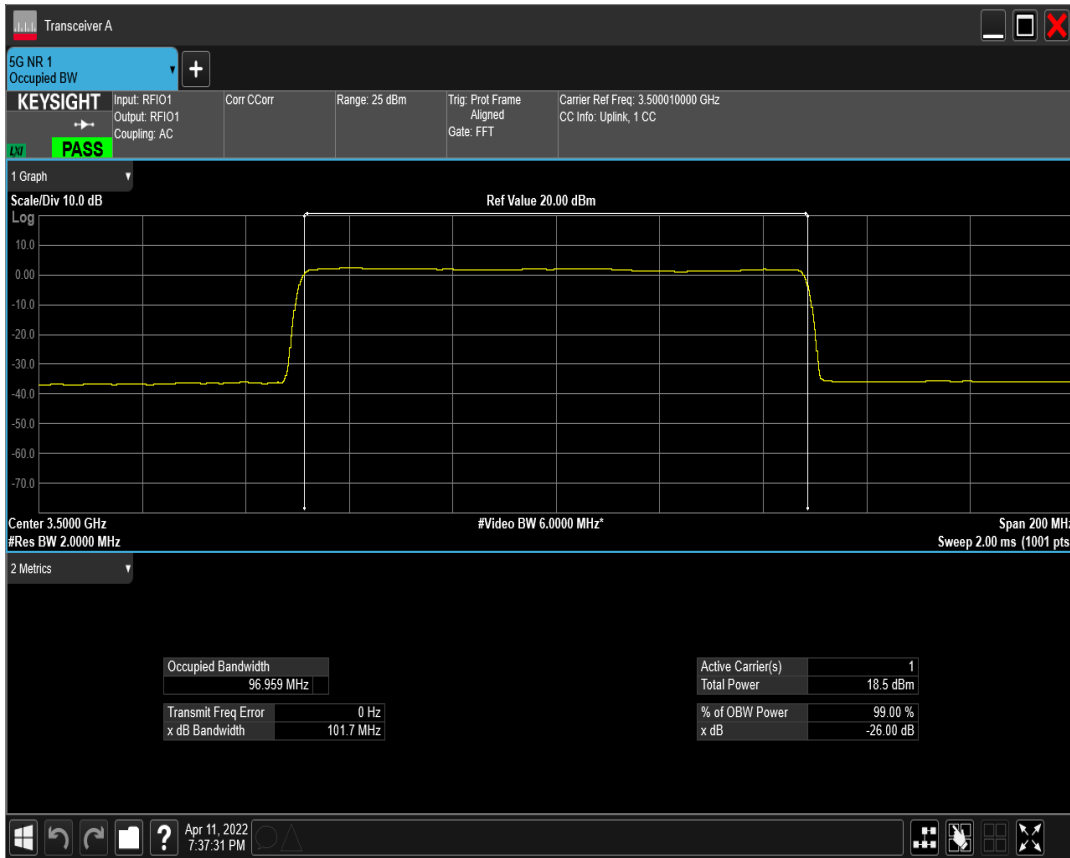 Transceiver A
5G NR 1
Occupied BW
KEYSIGHT
LXI
PASS
Input: RFIO1
Output: RFIO1
Coupling: AC
Corr CCorr
Range: 25 dBm
Trig: Prot Frame
Aligned
Gate: FFT
Carrier Ref Freq: 3.500010000 GHz
CC Info: Uplink, 1 CC
1 Graph
Scale/Div 10.0 dB
Ref Value 20.00 dBm
Log
10.0
0.00
-10.0
-20.0
-30.0
-40.0
-50.0
-60.0
-70.0
Center 3.5000 GHz
#Video BW 6.0000 MHz*
Span 200 MHz
#Res BW 2.0000 MHz
Sweep 2.00 ms (1001 pts
2 Metrics
Occupied Bandwidth
96.959 MHz
Transmit Freq Error 0 Hz
x dB Bandwidth 101.7 MHz
Active Carrier(s) 1
Total Power 18.5 dBm
% of OBW Power 99.00 %
x dB -26.00 dB
Apr 11, 2022
7:37:31 PM